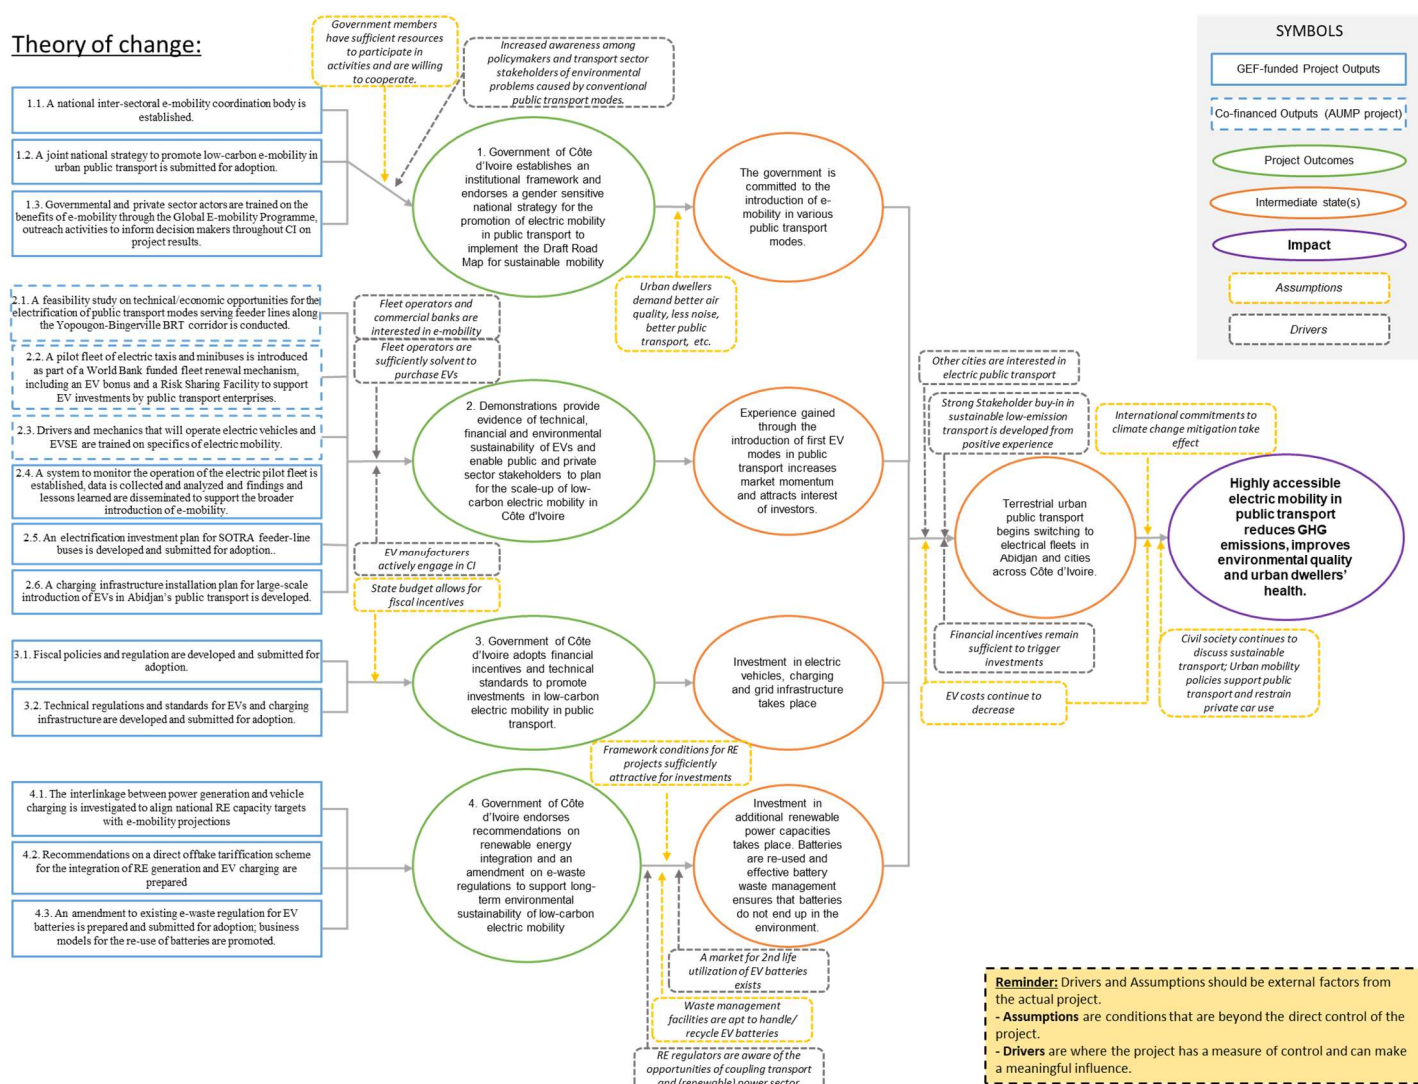 Theory of change:
Government members
have sufficient resources
to participate in
activities and are willing
to cooperate.
Increased awareness among
policymakers and transport sector
stakeholders of environmental
problems caused by conventional
public transport modes.
1.1. A national inter-sectoral e-mobility coordination body is
established.
1.2. A joint national strategy to promote low-carbon e-mobility in
urban public transport is submitted for adoption.
1.3. Governmental and private sector actors are trained on the
benefits of e-mobility through the Global E-mobility Programme,
outreach activities to inform decision makers throughout CI on
project results.
1. Government of Côte
d’Ivoire establishes an
institutional framework and
endorses a gender sensitive
national strategy for the
promotion of electric mobility
in public transport to
implement the Draft Road
Map for sustainable mobility
The government is
committed to the
introduction of e-
mobility in various
public transport
modes.
Urban dwellers
demand better air
quality, less noise,
better public
transport, etc.
2.1. A feasibility study on technical/economic opportunities for the
electrification of public transport modes serving feeder lines along
the Yopougon-Bingerville BRT corridor is conducted.
2.2. A pilot fleet of electric taxis and minibuses is introduced
as part of a World Bank funded fleet renewal mechanism,
including an EV bonus and a Risk Sharing Facility to support
EV investments by public transport enterprises.
2.3. Drivers and mechanics that will operate electric vehicles and
EVSE are trained on specifics of electric mobility.
2.4. A system to monitor the operation of the electric pilot fleet is
established, data is collected and analyzed and findings and
lessons learned are disseminated to support the broader
introduction of e-mobility.
2.5. An electrification investment plan for SOTRA feeder-line
buses is developed and submitted for adoption..
2.6. A charging infrastructure installation plan for large-scale
introduction of EVs in Abidjan’s public transport is developed.
Fleet operators and
commercial banks are
interested in e-mobility
Fleet operators are
sufficiently solvent to
purchase EVs
EV manufacturers
actively engage in CI
State budget allows for
fiscal incentives
2. Demonstrations provide
evidence of technical,
financial and environmental
sustainability of EVs and
enable public and private
sector stakeholders to plan
for the scale-up of low-
carbon electric mobility in
Côte d'Ivoire
Experience gained
through the
introduction of first EV
modes in public
transport increases
market momentum
and attracts interest
of investors.
3.1. Fiscal policies and regulation are developed and submitted for
adoption.
3.2. Technical regulations and standards for EVs and charging
infrastructure are developed and submitted for adoption.
3. Government of Côte
d’Ivoire adopts financial
incentives and technical
standards to promote
investments in low-carbon
electric mobility in public
transport.
Investment in electric
vehicles, charging
and grid infrastructure
takes place
Framework conditions for RE
projects sufficiently
attractive for investments
4.1. The interlinkage between power generation and vehicle
charging is investigated to align national RE capacity targets
with e-mobility projections
4.2. Recommendations on a direct offtake tariffication scheme
for the integration of RE generation and EV charging are
prepared
4.3. An amendment to existing e-waste regulation for EV
batteries is prepared and submitted for adoption; business
models for the re-use of batteries are promoted.
4. Government of Côte
d’Ivoire endorses
recommendations on
renewable energy
integration and an
amendment on e-waste
regulations to support long-
term environmental
sustainability of low-carbon
electric mobility
Investment in
additional renewable
power capacities
takes place. Batteries
are re-used and
effective battery
waste management
ensures that batteries
do not end up in the
environment.
A market for 2nd life
utilization of EV batteries
exists
Waste management
facilities are apt to handle/
recycle EV batteries
RE regulators are aware of the
opportunities of coupling transport
and (renewable) power sector
Other cities are interested in
electric public transport
Strong Stakeholder buy-in in
sustainable low-emission
transport is developed from
positive experience
Terrestrial urban
public transport
begins switching to
electrical fleets in
Abidjan and cities
across Côte d’Ivoire.
Financial incentives remain
sufficient to trigger
investments
EV costs continue to
decrease
International commitments to
climate change mitigation take
effect
Highly accessible
electric mobility in
public transport
reduces GHG
emissions, improves
environmental quality
and urban dwellers’
health.
Civil society continues to
discuss sustainable
transport; Urban mobility
policies support public
transport and restrain
private car use
SYMBOLS
GEF-funded Project Outputs
Co-financed Outputs (AUMP project)
Project Outcomes
Intermediate state(s)
Impact
Assumptions
Drivers
Reminder: Drivers and Assumptions should be external factors from
the actual project.
- Assumptions are conditions that are beyond the direct control of the
project.
- Drivers are where the project has a measure of control and can make
a meaningful influence.